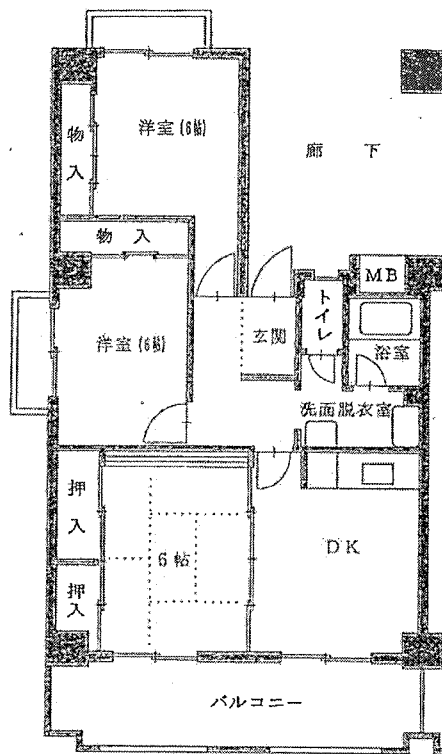 洋室(6帖)
物入
廊下
物入
MB
トイレ
玄関
浴室
洋室(6帖)
洗面脱衣室
押入
6帖
DK
押入
バルコニー